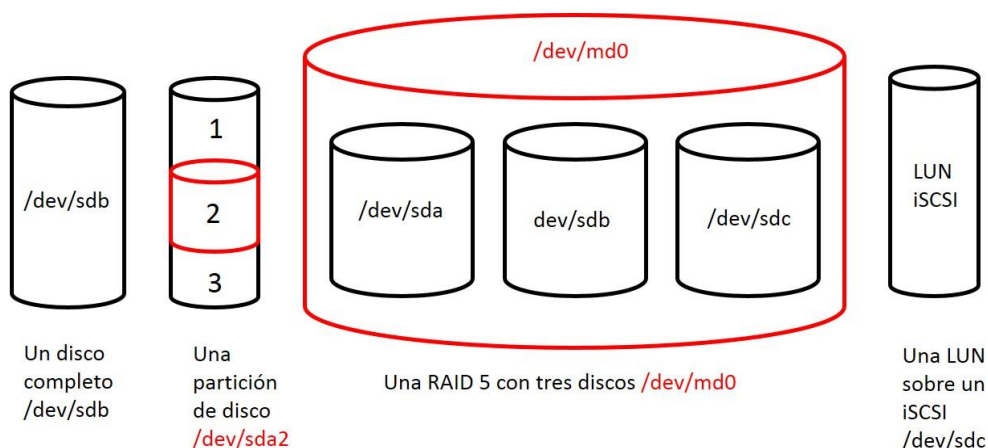 /dev/md0
/dev/sdb
1
2
3
/dev/sda
dev/sdb
/dev/sdc
LUN
iSCSI
Un disco
completo
/dev/sdb
Una
partición
de disco
/dev/sda2
Una RAID 5 con tres discos /dev/md0
Una LUN
sobre un
iSCSI
/dev/sdc